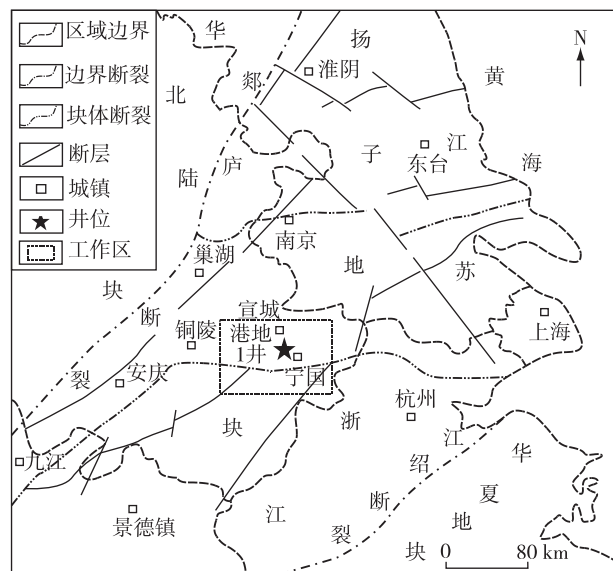 区域边界
边界断裂
块体断裂
断层
城镇
井位
工作区
N
华
北
陆
块
郯
庐
断
裂
扬
子
地
块
黄
海
江
苏
淮阴
东台
南京
巢湖
宣城
铜陵
港地
1井
宁国
安庆
上海
杭州
九江
景德镇
浙
江
江
绍
断
裂
华
夏
地
块
0 80 km